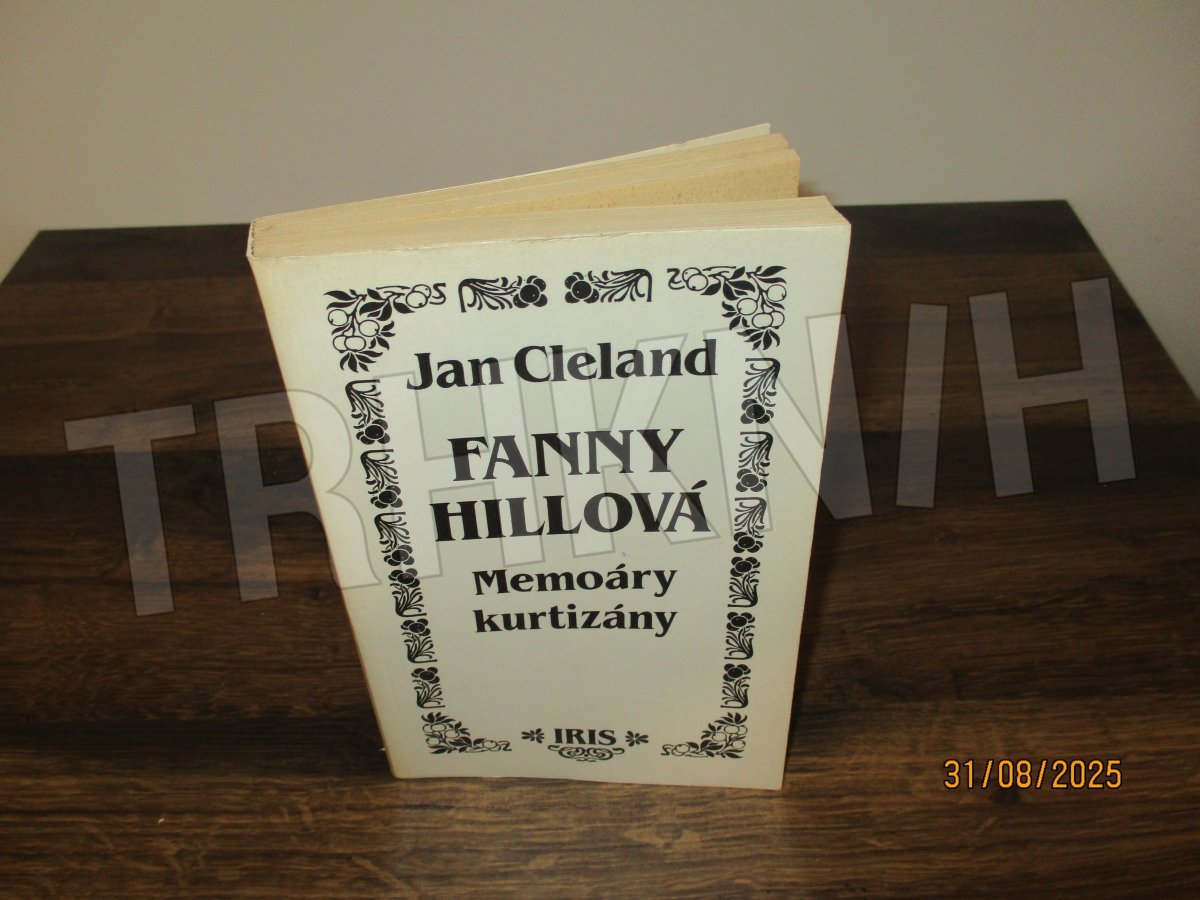 Jan Cleland
FANNY
HILLOVÁ
Memoáry
kurtizány
IRIS
TRHKNIH
31/08/2025